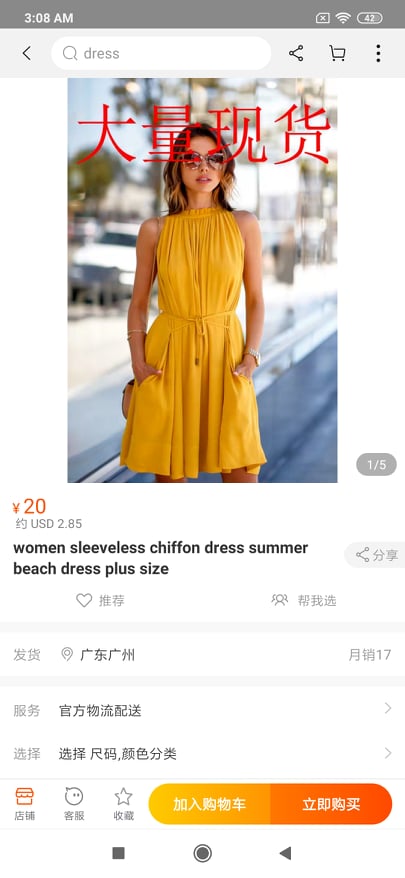 3:08 AM
42
dress
大量现货
1/5
¥20
约 USD 2.85
women sleeveless chiffon dress summer
beach dress plus size
分享
推荐
帮我选
发货
广东广州
月销17
服务
官方物流配送
选择
选择 尺码,颜色分类
店铺
客服
收藏
加入购物车
立即购买